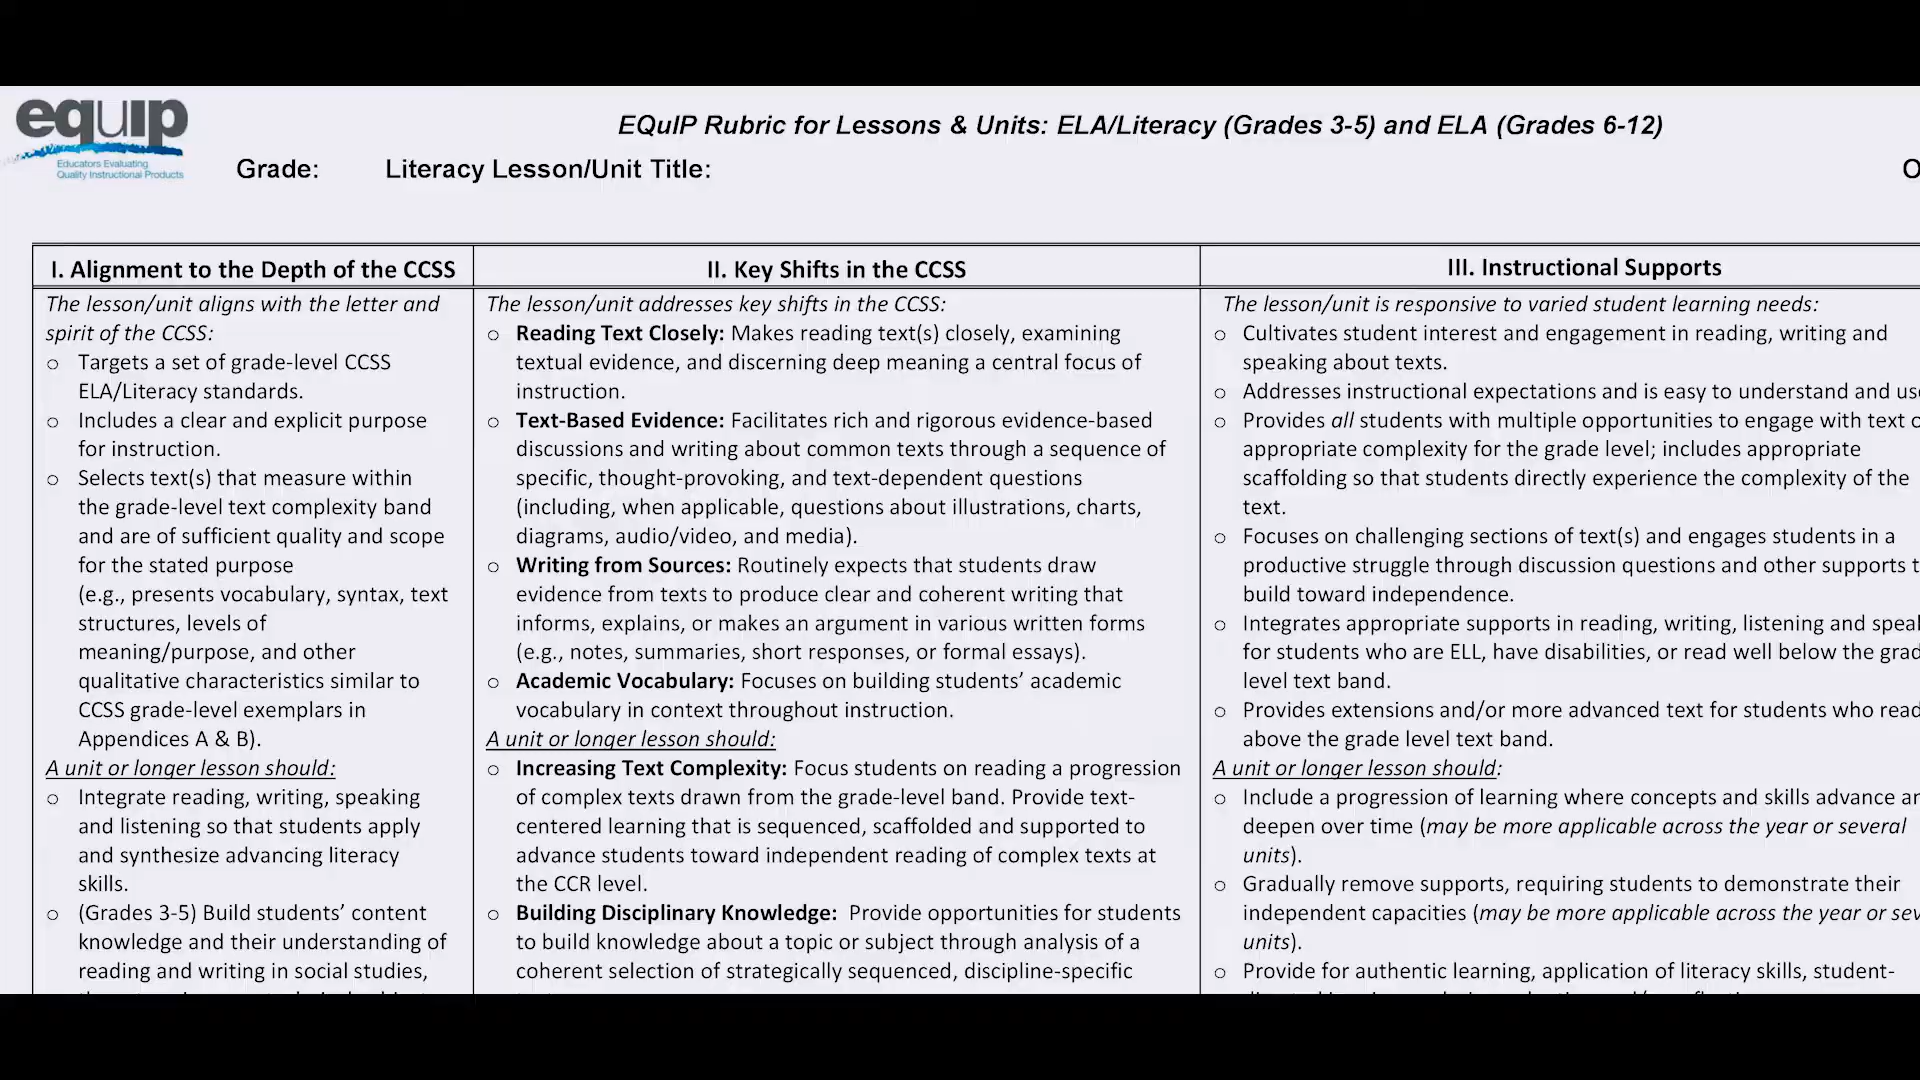 equip
Educators Evaluating
Quality Instructional Products
EQuIP Rubric for Lessons & Units: ELA/Literacy (Grades 3-5) and ELA (Grades 6-12)
Grade: Literacy Lesson/Unit Title:
I. Alignment to the Depth of the CCSS
The lesson/unit aligns with the letter and
spirit of the CCSS:
○ Targets a set of grade-level CCSS
ELA/Literacy standards.
○ Includes a clear and explicit purpose
for instruction.
○ Selects text(s) that measure within
the grade-level text complexity band
and are of sufficient quality and scope
for the stated purpose
(e.g., presents vocabulary, syntax, text
structures, levels of
meaning/purpose, and other
qualitative characteristics similar to
CCSS grade-level exemplars in
Appendices A & B).
A unit or longer lesson should:
○ Integrate reading, writing, speaking
and listening so that students apply
and synthesize advancing literacy
skills.
○ (Grades 3-5) Build students’ content
knowledge and their understanding of
reading and writing in social studies,
II. Key Shifts in the CCSS
The lesson/unit addresses key shifts in the CCSS:
○ Reading Text Closely: Makes reading text(s) closely, examining
textual evidence, and discerning deep meaning a central focus of
instruction.
○ Text-Based Evidence: Facilitates rich and rigorous evidence-based
discussions and writing about common texts through a sequence of
specific, thought-provoking, and text-dependent questions
(including, when applicable, questions about illustrations, charts,
diagrams, audio/video, and media).
○ Writing from Sources: Routinely expects that students draw
evidence from texts to produce clear and coherent writing that
informs, explains, or makes an argument in various written forms
(e.g., notes, summaries, short responses, or formal essays).
○ Academic Vocabulary: Focuses on building students’ academic
vocabulary in context throughout instruction.
A unit or longer lesson should:
○ Increasing Text Complexity: Focus students on reading a progression
of complex texts drawn from the grade-level band. Provide text-
centered learning that is sequenced, scaffolded and supported to
advance students toward independent reading of complex texts at
the CCR level.
○ Building Disciplinary Knowledge: Provide opportunities for students
to build knowledge about a topic or subject through analysis of a
coherent selection of strategically sequenced, discipline-specific
III. Instructional Supports
The lesson/unit is responsive to varied student learning needs:
○ Cultivates student interest and engagement in reading, writing and
speaking about texts.
○ Addresses instructional expectations and is easy to understand and
○ Provides all students with multiple opportunities to engage with text
appropriate complexity for the grade level; includes appropriate
scaffolding so that students directly experience the complexity of the
text.
○ Focuses on challenging sections of text(s) and engages students in a
productive struggle through discussion questions and other supports
build toward independence.
○ Integrates appropriate supports in reading, writing, listening and
for students who are ELL, have disabilities, or read well below the
level text band.
○ Provides extensions and/or more advanced text for students who read
above the grade level text band.
A unit or longer lesson should:
○ Include a progression of learning where concepts and skills advance
deepen over time (may be more applicable across the year or several
units).
○ Gradually remove supports, requiring students to demonstrate their
independent capacities (may be more applicable across the year or
units).
○ Provide for authentic learning, application of literacy skills, student-